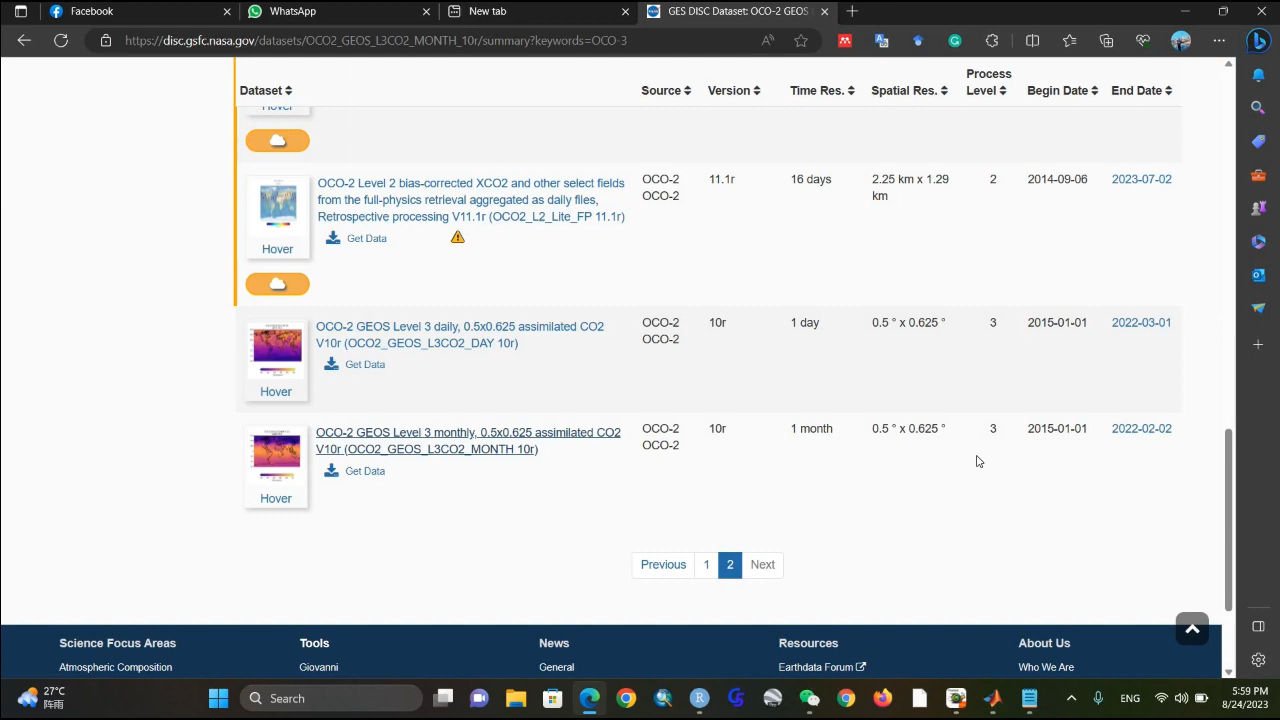 Facebook
WhatsApp
New tab
GES DISC Dataset: OCO-2 GEOS
https://disc.gsfc.nasa.gov/datasets/OCO2_GEOS_L3CO2_MONTH_10r/summary?keywords=OCO-3
Dataset Source Version Time Res. Spatial Res. Process Level Begin Date End Date
Hover
OCO-2 Level 2 bias-corrected XCO2 and other select fields
from the full-physics retrieval aggregated as daily files,
Retrospective processing V11.1r (OCO2_L2_Lite_FP 11.1r)
Get Data
Hover
OCO-2
OCO-2
11.1r
16 days
2.25 km x 1.29
km
2
2014-09-06
2023-07-02
OCO-2 GEOS Level 3 daily, 0.5x0.625 assimilated CO2
V10r (OCO2_GEOS_L3CO2_DAY 10r)
Get Data
Hover
OCO-2
OCO-2
10r
1 day
0.5 ° x 0.625 °
3
2015-01-01
2022-03-01
OCO-2 GEOS Level 3 monthly, 0.5x0.625 assimilated CO2
V10r (OCO2_GEOS_L3CO2_MONTH 10r)
Get Data
Hover
OCO-2
OCO-2
10r
1 month
0.5 ° x 0.625 °
3
2015-01-01
2022-02-02
Previous 1 2 Next
Science Focus Areas Tools News Resources About Us
Atmospheric Composition Giovanni General Earthdata Forum Who We Are
27°C
阵雨
Search
ENG
5:59 PM
8/24/2023